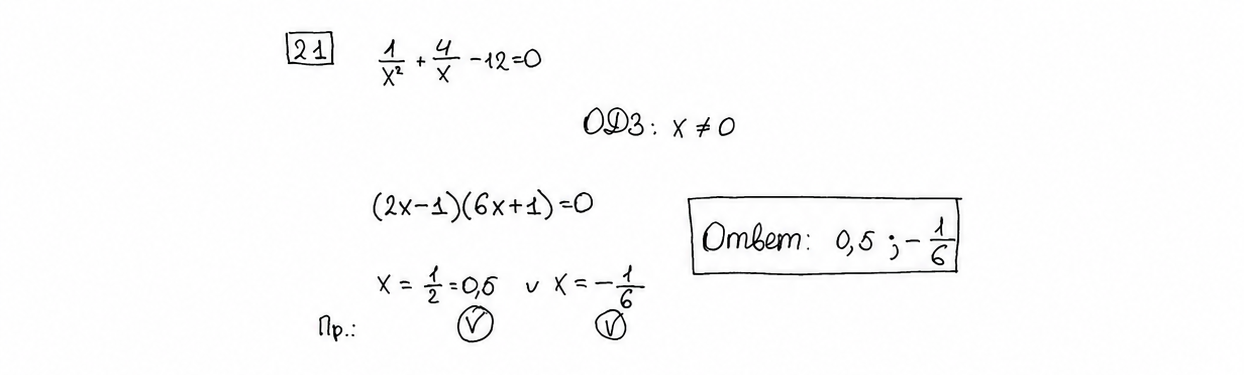 21 1/x² + 4/x - 12 = 0
ОДЗ: x ≠ 0
(2x-1)(6x+1)=0
Ответ: 0,5 ; - 1/6
x = 1/2 = 0,5 ∨ x = - 1/6
Пр.: ✓ ✓